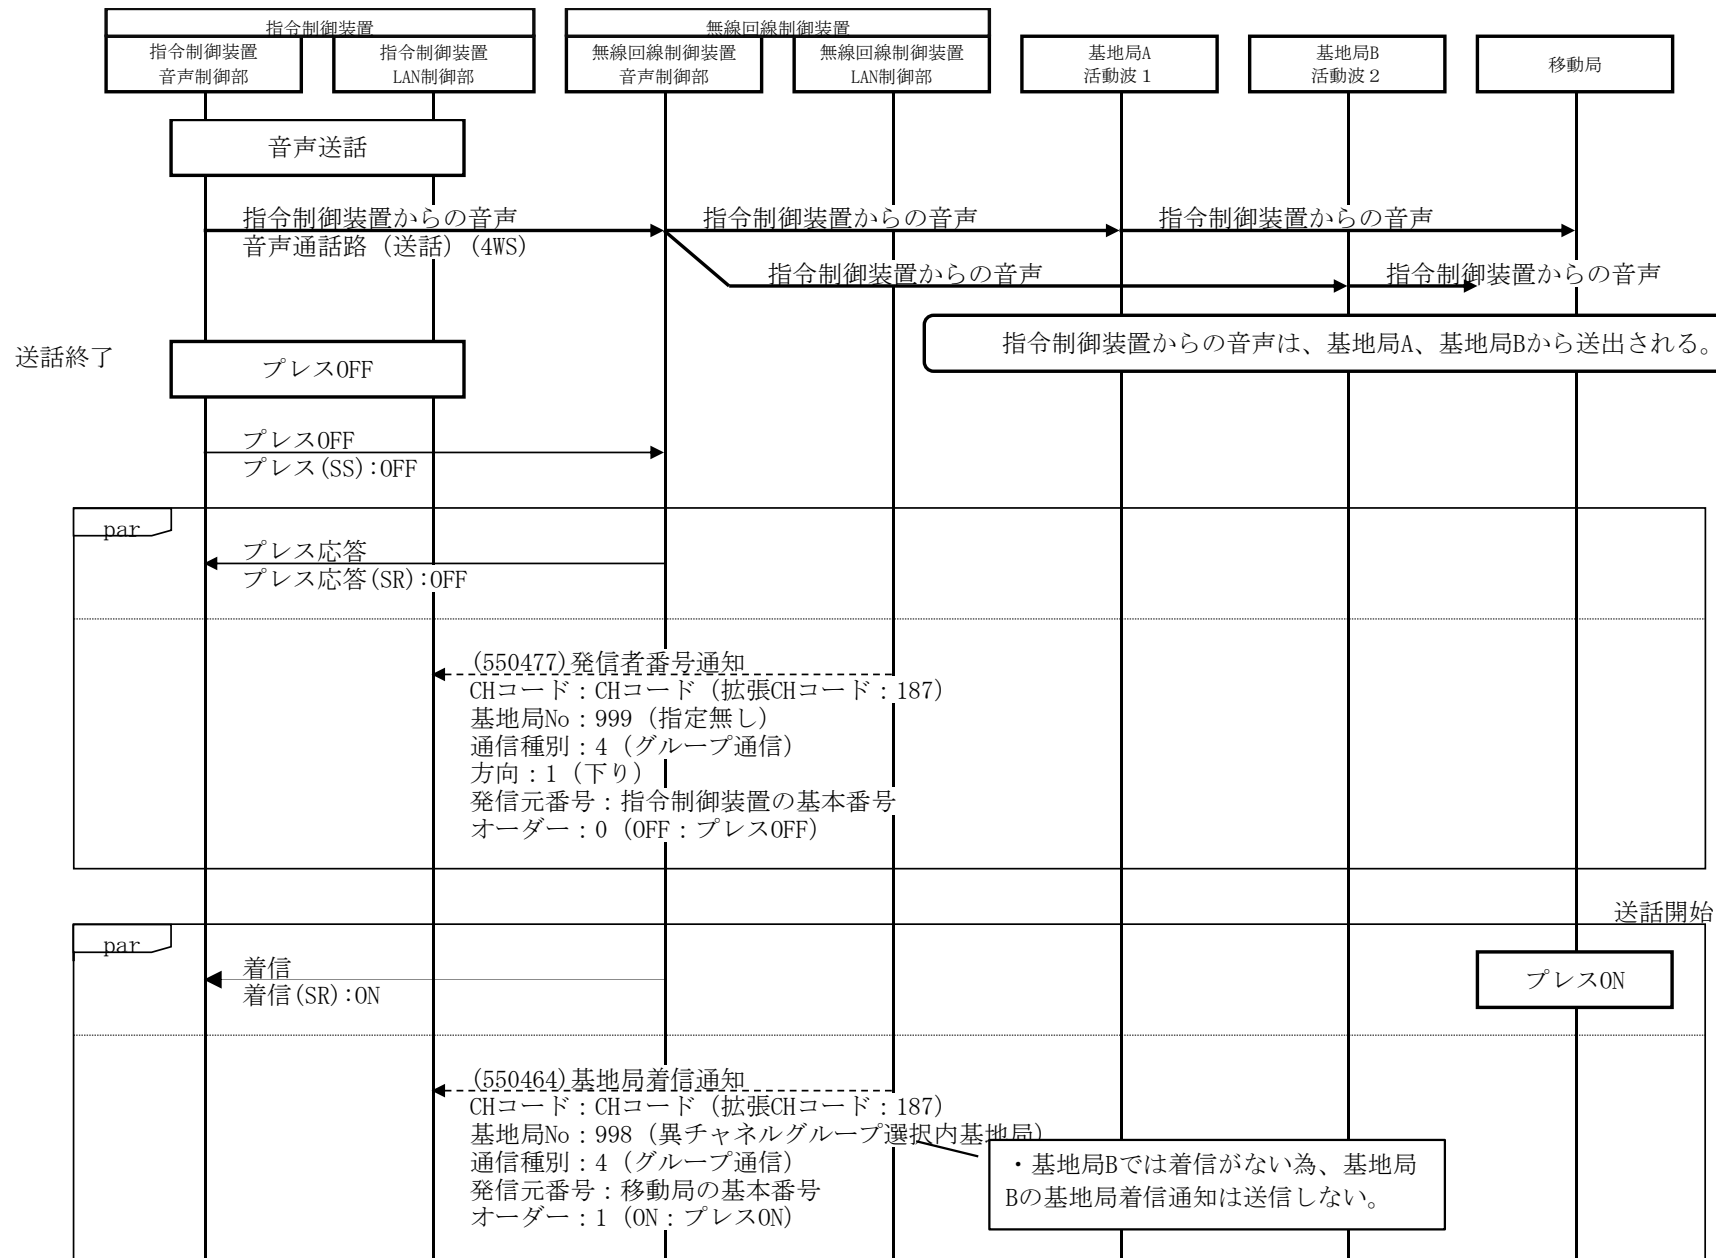 指令制御装置
無線回線制御装置
指令制御装置
音声制御部
指令制御装置
LAN制御部
無線回線制御装置
音声制御部
無線回線制御装置
LAN制御部
基地局A
活動波1
基地局B
活動波2
移動局
音声送話
指令制御装置からの音声
音声通話路(送話)(4WS)
指令制御装置からの音声
指令制御装置からの音声
指令制御装置からの音声
指令制御装置からの音声
指令制御装置からの音声は、基地局A、基地局Bから送出される。
送話終了
プレスOFF
プレスOFF
プレス(SS):OFF
par
プレス応答
プレス応答(SR):OFF
(550477)発信者番号通知
CHコード:CHコード(拡張CHコード:187)
基地局No:999(指定無し)
通信種別:4(グループ通信)
方向:1(下り)
発信元番号:指令制御装置の基本番号
オーダー:0(OFF:プレスOFF)
送話開始
par
着信
着信(SR):ON
プレスON
(550464)基地局着信通知
CHコード:CHコード(拡張CHコード:187)
基地局No:998(異チャネルグループ選択内基地局)
通信種別:4(グループ通信)
発信元番号:移動局の基本番号
オーダー:1(ON:プレスON)
・基地局Bでは着信がない為、基地局
Bの基地局着信通知は送信しない。